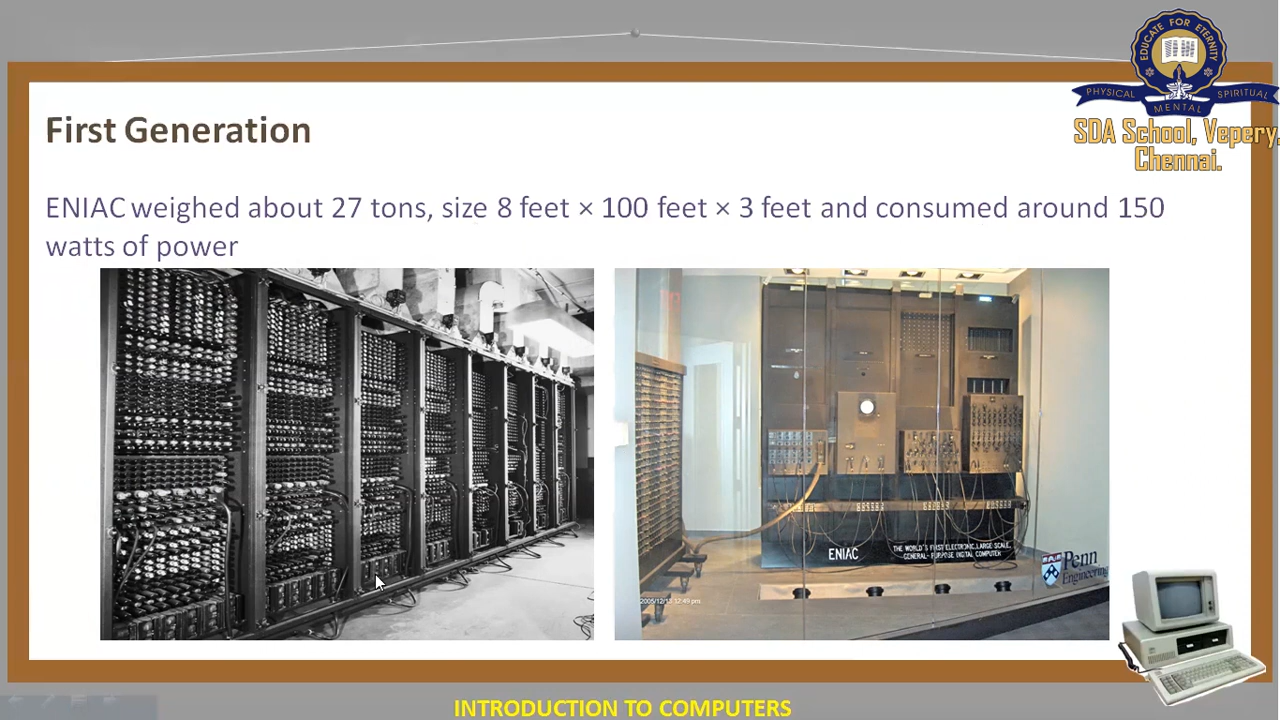 EDUCATE FOR ETERNITY
PHYSICAL
MENTAL
SPIRITUAL
SDA School, Vepery,
Chennai.
First Generation
ENIAC weighed about 27 tons, size 8 feet × 100 feet × 3 feet and consumed around 150
watts of power
ENIAC
THE WORLD'S FIRST ELECTRONIC, LARGE SCALE,
GENERAL-PURPOSE DIGITAL COMPUTER
Penn
Engineering
INTRODUCTION TO COMPUTERS